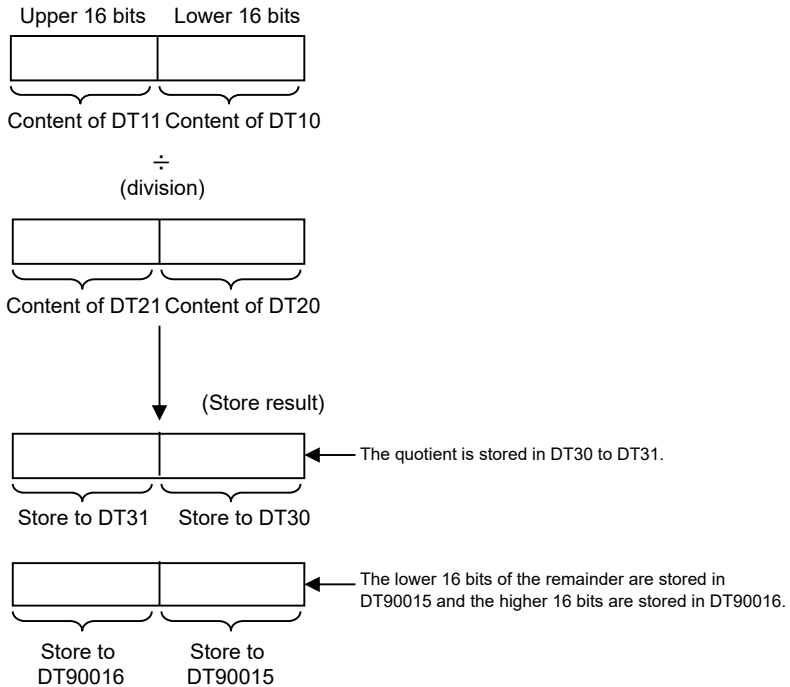 Upper 16 bits Lower 16 bits
Content of DT11 Content of DT10
÷
(division)
Content of DT21 Content of DT20
(Store result)
The quotient is stored in DT30 to DT31.
Store to DT31 Store to DT30
The lower 16 bits of the remainder are stored in
DT90015 and the higher 16 bits are stored in DT90016.
Store to Store to
DT90016 DT90015